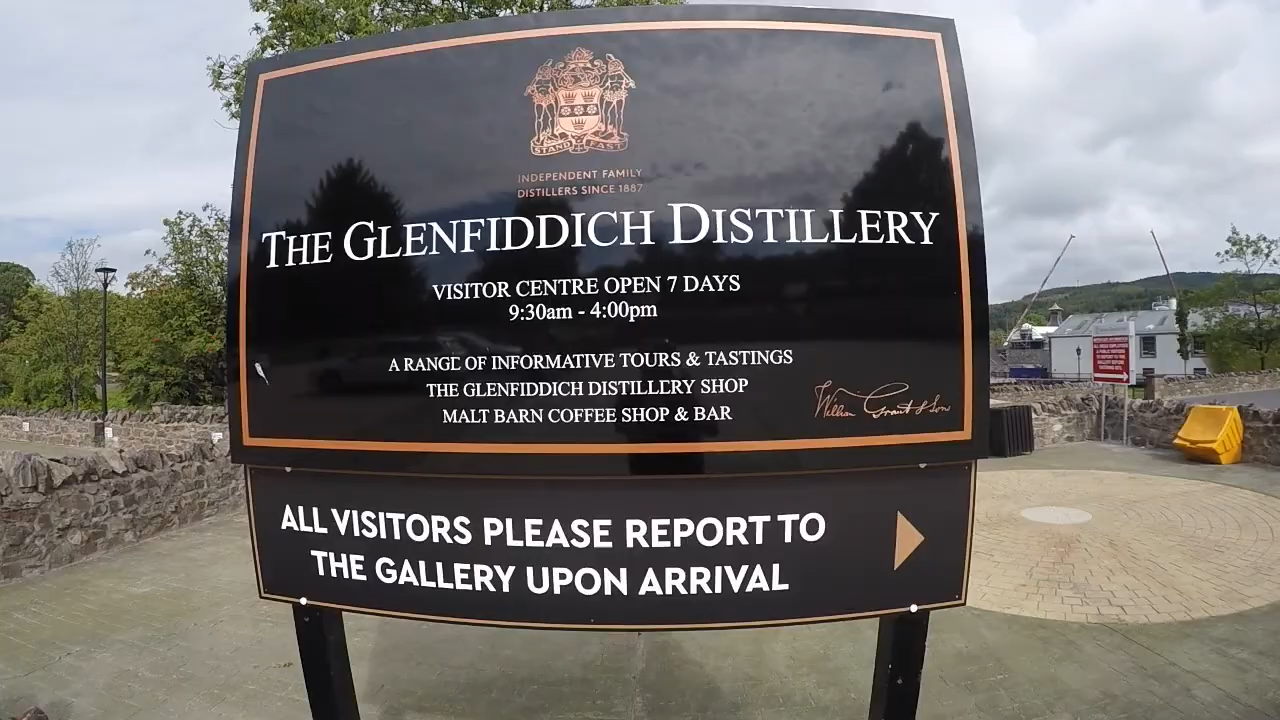 STAND FAST
INDEPENDENT FAMILY
DISTILLERS SINCE 1887
THE GLENFIDDICH DISTILLERY
VISITOR CENTRE OPEN 7 DAYS
9:30am - 4:00pm
A RANGE OF INFORMATIVE TOURS & TASTINGS
THE GLENFIDDICH DISTILLERY SHOP
MALT BARN COFFEE SHOP & BAR
William Grant & Sons
ALL VISITORS PLEASE REPORT TO
THE GALLERY UPON ARRIVAL